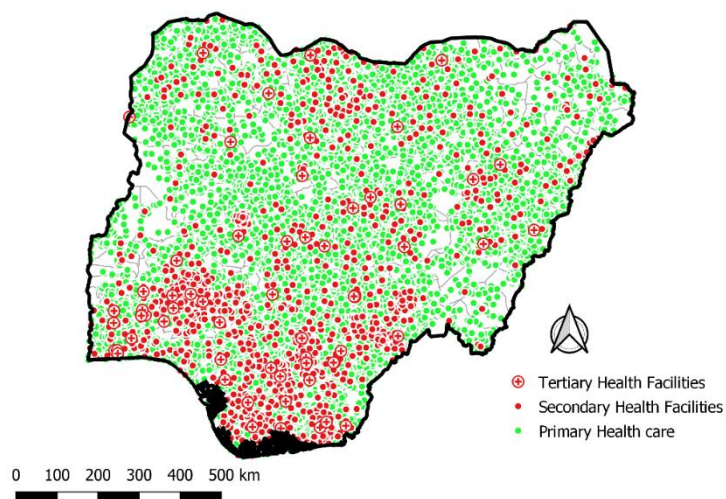 Tertiary Health Facilities
Secondary Health Facilities
Primary Health care
0 100 200 300 400 500 km